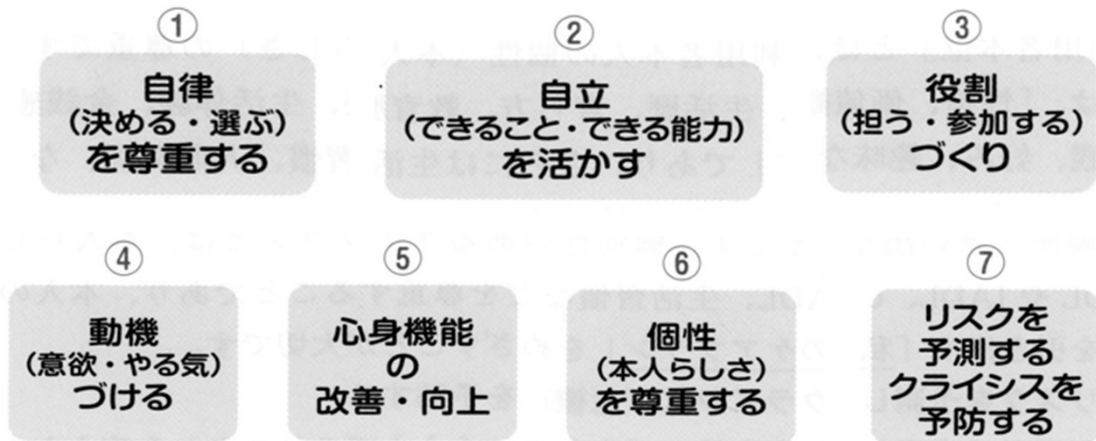 ①
自律
(決める・選ぶ)
を尊重する
②
自立
(できること・できる能力)
を活かす
③
役割
(担う・参加する)
づくり
④
動機
(意欲・やる気)
づける
⑤
心身機能
の
改善・向上
⑥
個性
(本人らしさ)
を尊重する
⑦
リスクを
予測する
クライシスを
予防する